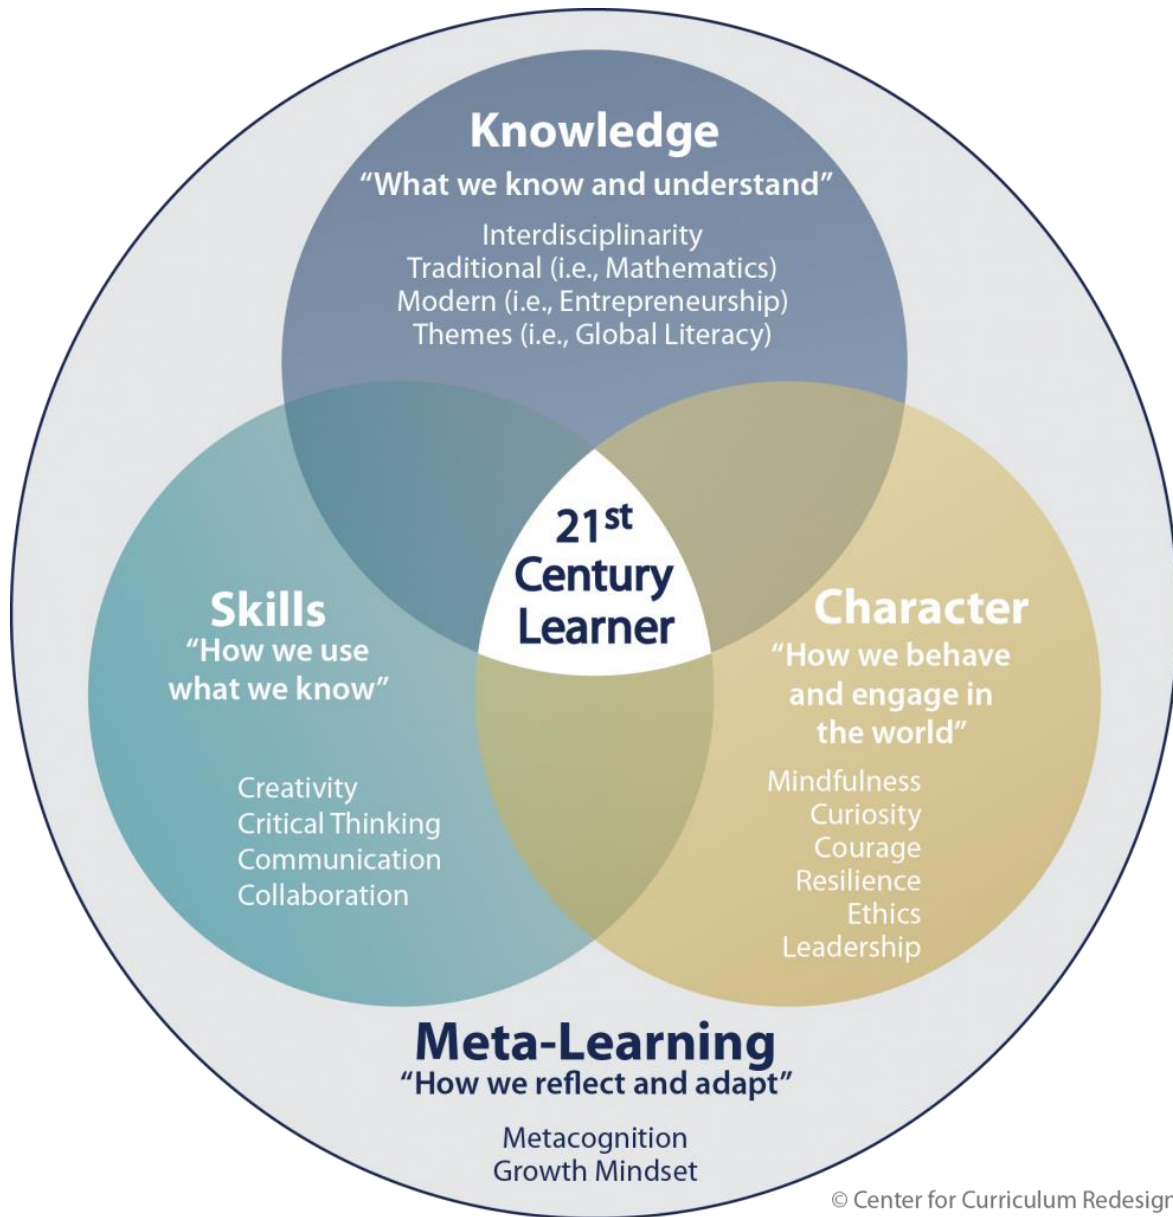 Knowledge
“What we know and understand”
Interdisciplinarity
Traditional (i.e., Mathematics)
Modern (i.e., Entrepreneurship)
Themes (i.e., Global Literacy)
21st
Century
Learner
Skills
“How we use
what we know”
Creativity
Critical Thinking
Communication
Collaboration
Character
“How we behave
and engage in
the world”
Mindfulness
Curiosity
Courage
Resilience
Ethics
Leadership
Meta-Learning
“How we reflect and adapt”
Metacognition
Growth Mindset
© Center for Curriculum Redesign